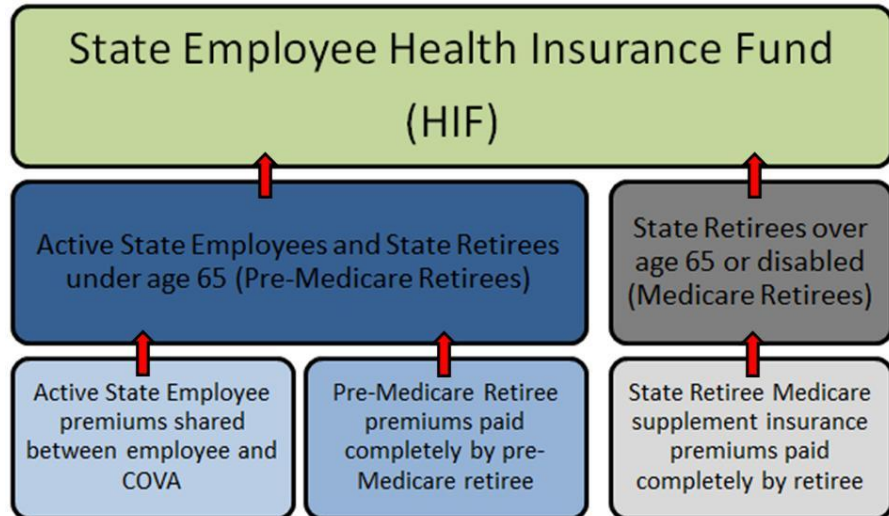 State Employee Health Insurance Fund
(HIF)
Active State Employees and State Retirees
under age 65 (Pre-Medicare Retirees)
State Retirees over
age 65 or disabled
(Medicare Retirees)
Active State Employee
premiums shared
between employee and
COVA
Pre-Medicare Retiree
premiums paid
completely by pre-
Medicare retiree
State Retiree Medicare
supplement insurance
premiums paid
completely by retiree